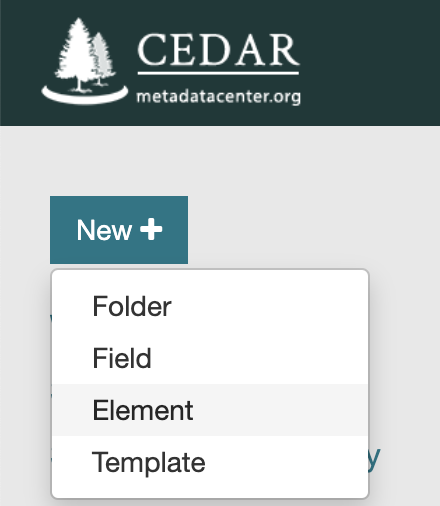 CEDAR
metadatacenter.org
New +
Folder
Field
Element
Template